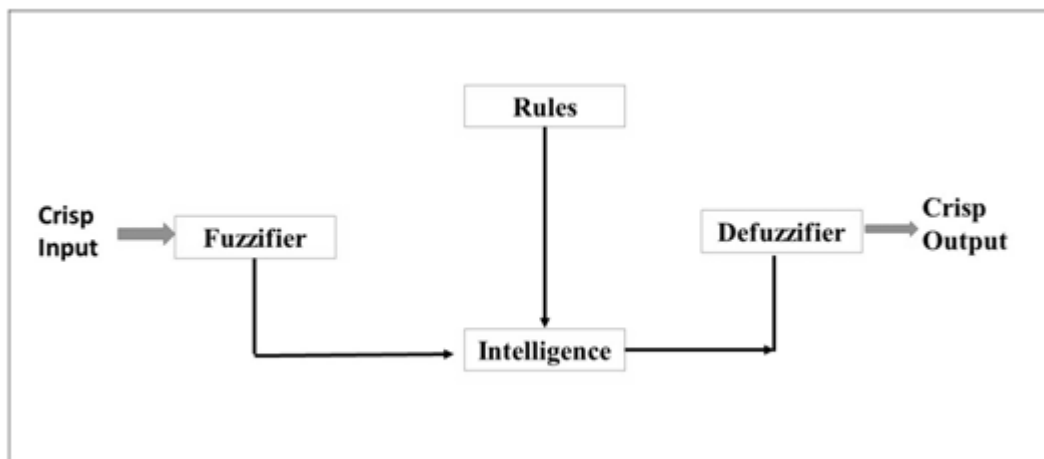 Rules
Crisp
Input
Fuzzifier
Defuzzifier
Crisp
Output
Intelligence